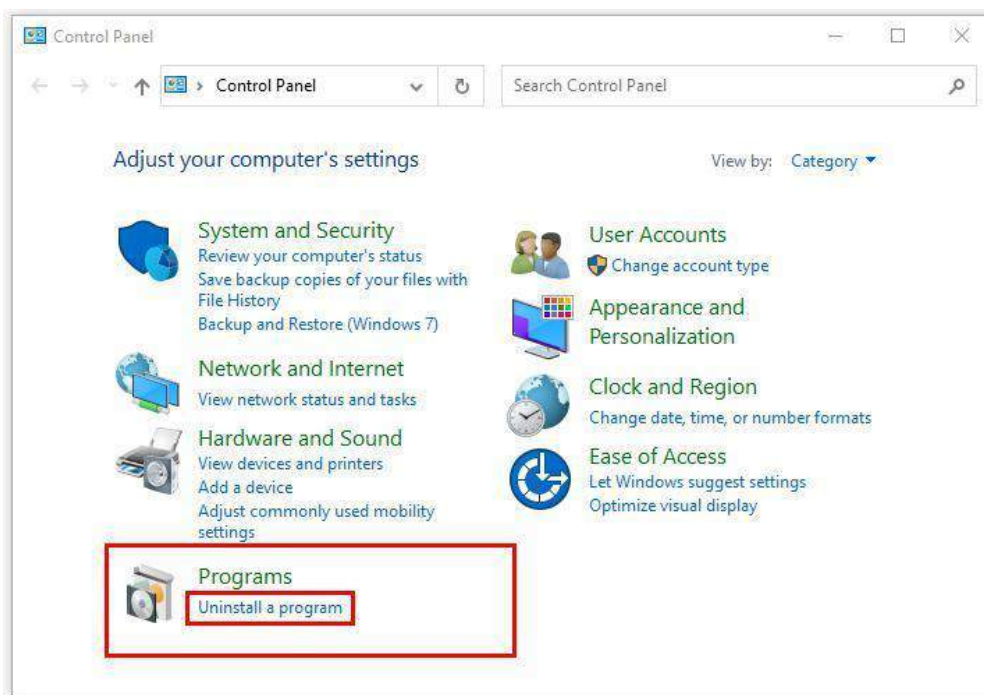 Control Panel
Control Panel
Search Control Panel
Adjust your computer's settings
View by: Category
System and Security
Review your computer's status
Save backup copies of your files with
File History
Backup and Restore (Windows 7)
Network and Internet
View network status and tasks
Hardware and Sound
View devices and printers
Add a device
Adjust commonly used mobility
settings
Programs
Uninstall a program
User Accounts
Change account type
Appearance and
Personalization
Clock and Region
Change date, time, or number formats
Ease of Access
Let Windows suggest settings
Optimize visual display